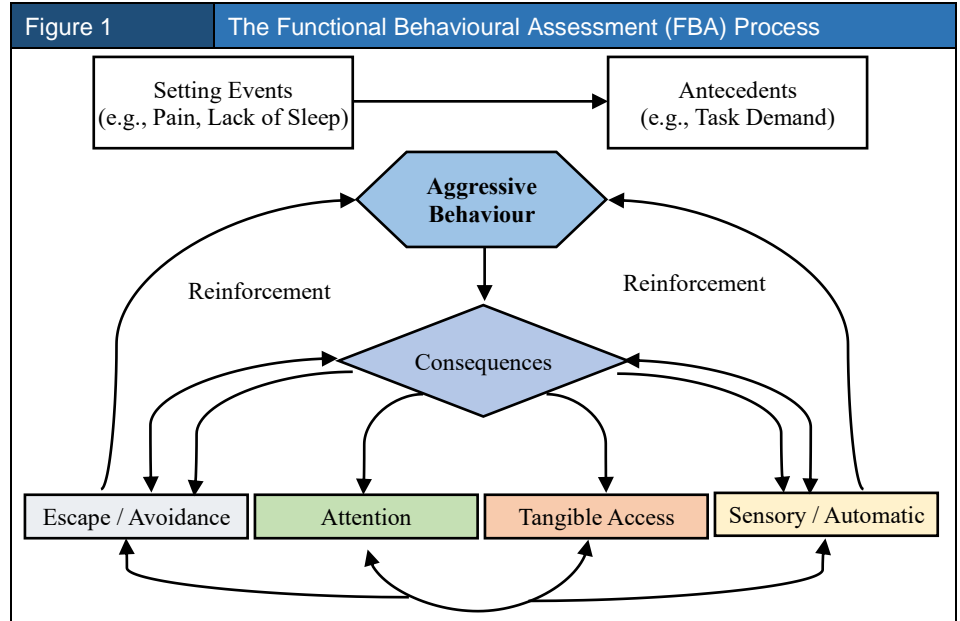 Figure 1
The Functional Behavioural Assessment (FBA) Process
Setting Events
(e.g., Pain, Lack of Sleep)
Antecedents
(e.g., Task Demand)
Aggressive
Behaviour
Reinforcement
Reinforcement
Consequences
Escape / Avoidance
Attention
Tangible Access
Sensory / Automatic